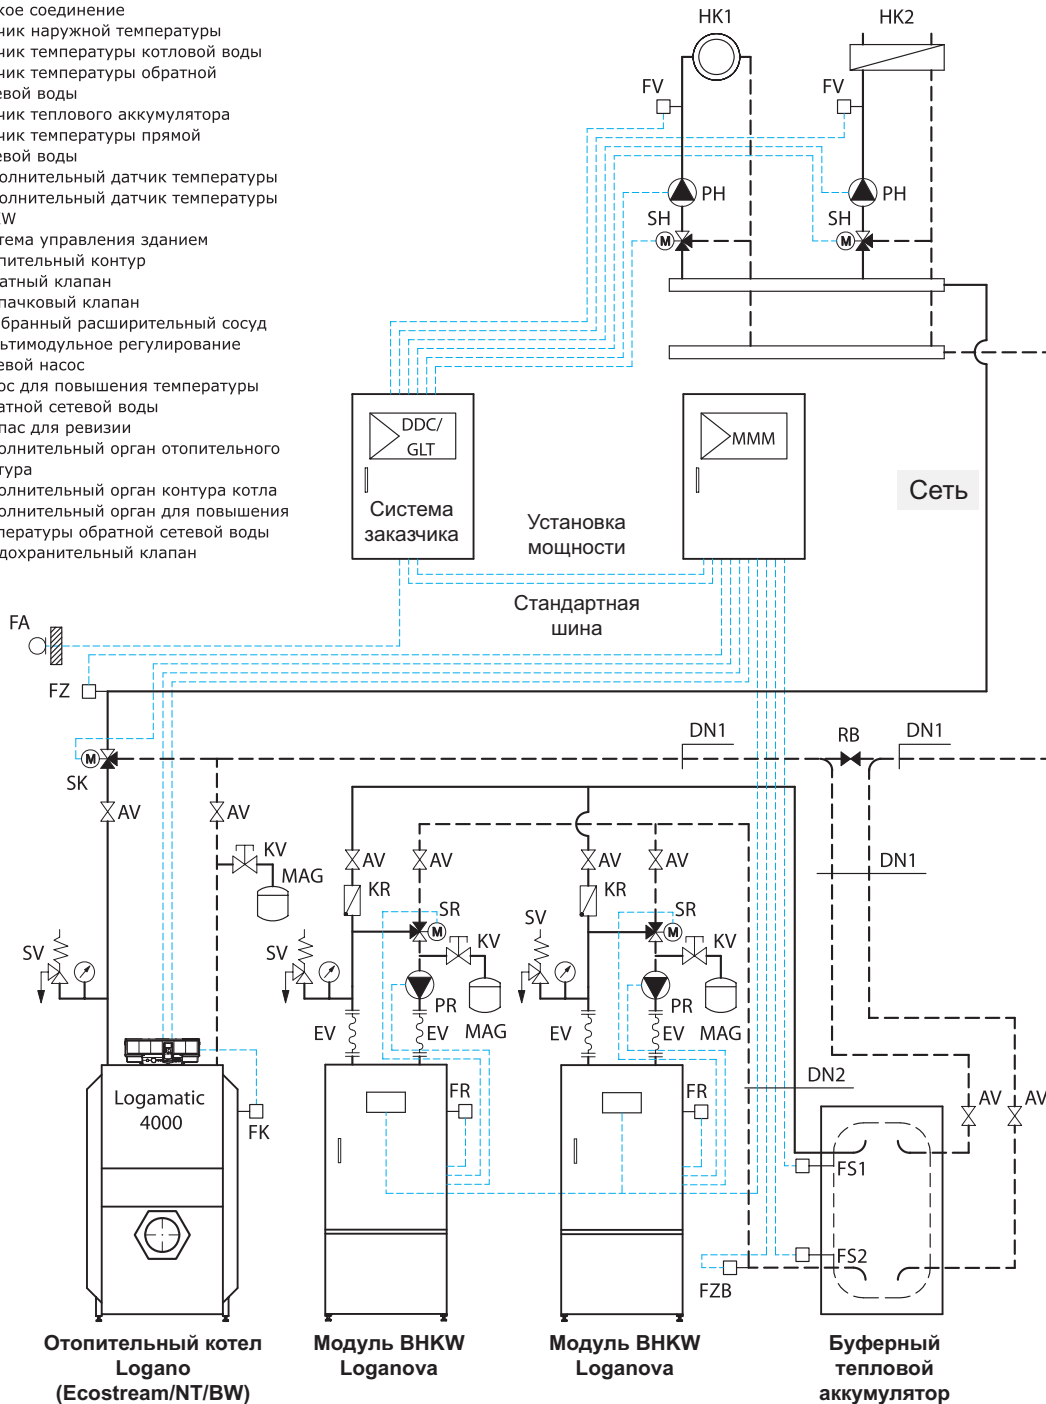 кое соединение
чик наружной температуры
чик температуры котловой воды
чик температуры обратной
евой воды
чик теплового аккумулятора
чик температуры прямой
евой воды
олнительный датчик температуры
олнительный датчик температуры
W
тема управления зданием
пительный контур
атный клапан
пачковый клапан
бранный расширительный сосуд
ьтимодульное регулирование
евой насос
ос для повышения температуры
атной сетевой воды
пас для ревизии
олнительный орган отопительного
тура
олнительный орган контура котла
олнительный орган для повышения
пературы обратной сетевой воды
дохранительный клапан
HK1
HK2
FV
FV
PH
PH
SH
SH
M
M
DDC/
GLT
MMM
Система
заказчика
Установка
мощности
Сеть
Стандартная
шина
FA
FZ
M
SK
DN1
RB
DN1
AV
AV
KV
MAG
AV
AV
AV
AV
DN1
KR
KR
SR
SR
M
M
SV
SV
SV
KV
KV
PR
PR
EV
EV
MAG
EV
EV
MAG
Logamatic
4000
FK
FR
FR
DN2
AV
AV
FS1
FS2
FZB
Отопительный котел
Logano
(Ecostream/NT/BW)
Модуль BHKW
Loganova
Модуль BHKW
Loganova
Буферный
тепловой
аккумулятор